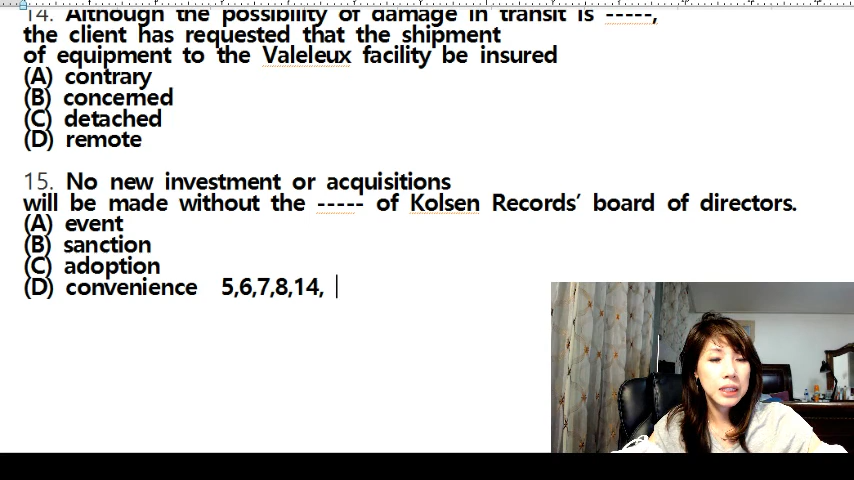 14. Although the possibility of damage in transit is -----,
the client has requested that the shipment
of equipment to the Valeleux facility be insured
(A) contrary
(B) concerned
(C) detached
(D) remote
15. No new investment or acquisitions
will be made without the ----- of Kolsen Records' board of directors.
(A) event
(B) sanction
(C) adoption
(D) convenience 5,6,7,8,14,